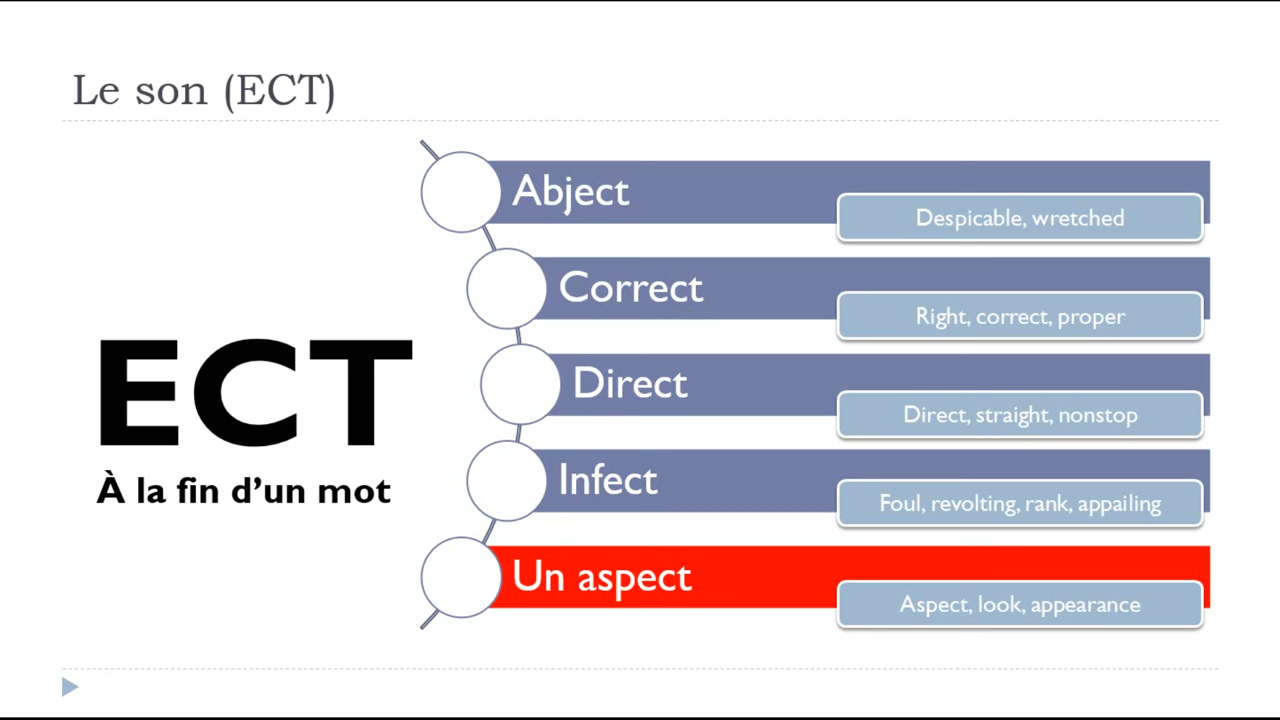 Le son (ECT)
Abject
Despicable, wretched
Correct
Right, correct, proper
ECT
À la fin d'un mot
Direct
Direct, straight, nonstop
Infect
Foul, revolting, rank, appailing
Un aspect
Aspect, look, appearance